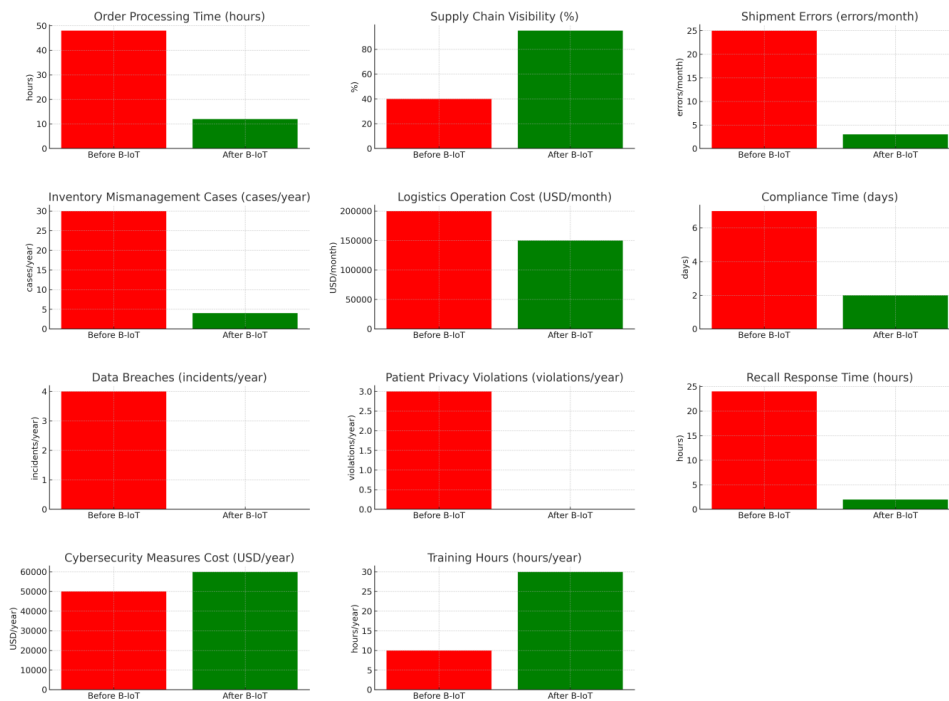 Order Processing Time (hours)
hours)
50
40
30
20
10
0
Before B-IoT
After B-IoT
Supply Chain Visibility (%)
%)
80
60
40
20
0
Before B-IoT
After B-IoT
Shipment Errors (errors/month)
errors/month)
25
20
15
10
5
0
Before B-IoT
After B-IoT
Inventory Mismanagement Cases (cases/year)
cases/year)
30
25
20
15
10
5
0
Before B-IoT
After B-IoT
Logistics Operation Cost (USD/month)
USD/month)
200000
150000
100000
50000
0
Before B-IoT
After B-IoT
Compliance Time (days)
days)
6
4
2
0
Before B-IoT
After B-IoT
Data Breaches (incidents/year)
incidents/year)
4
3
2
1
0
Before B-IoT
After B-IoT
Patient Privacy Violations (violations/year)
violations/year)
3.0
2.5
2.0
1.5
1.0
0.5
0.0
Before B-IoT
After B-IoT
Recall Response Time (hours)
hours)
25
20
15
10
5
0
Before B-IoT
After B-IoT
Cybersecurity Measures Cost (USD/year)
USD/year)
60000
50000
40000
30000
20000
10000
0
Before B-IoT
After B-IoT
Training Hours (hours/year)
hours/year)
30
25
20
15
10
5
0
Before B-IoT
After B-IoT